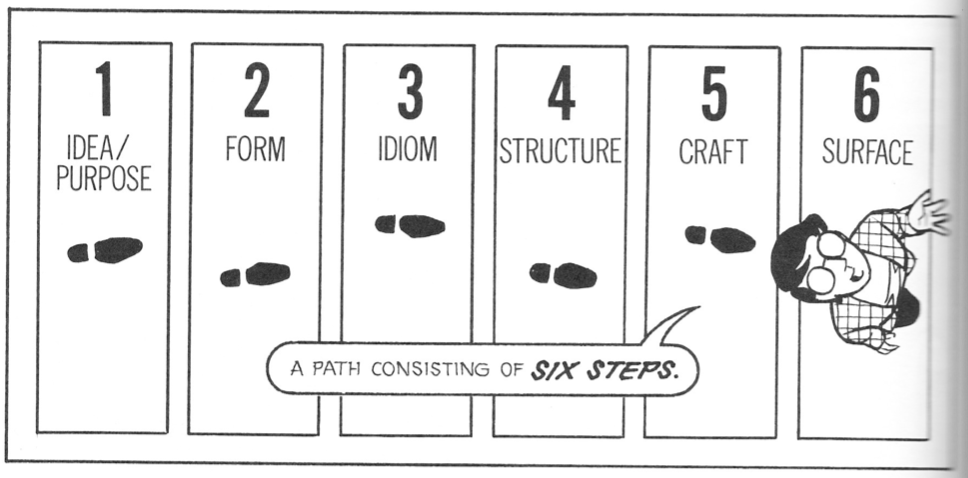 1
IDEA/
PURPOSE
2
FORM
3
IDIOM
4
STRUCTURE
5
CRAFT
6
SURFACE
A PATH CONSISTING OF SIX STEPS.